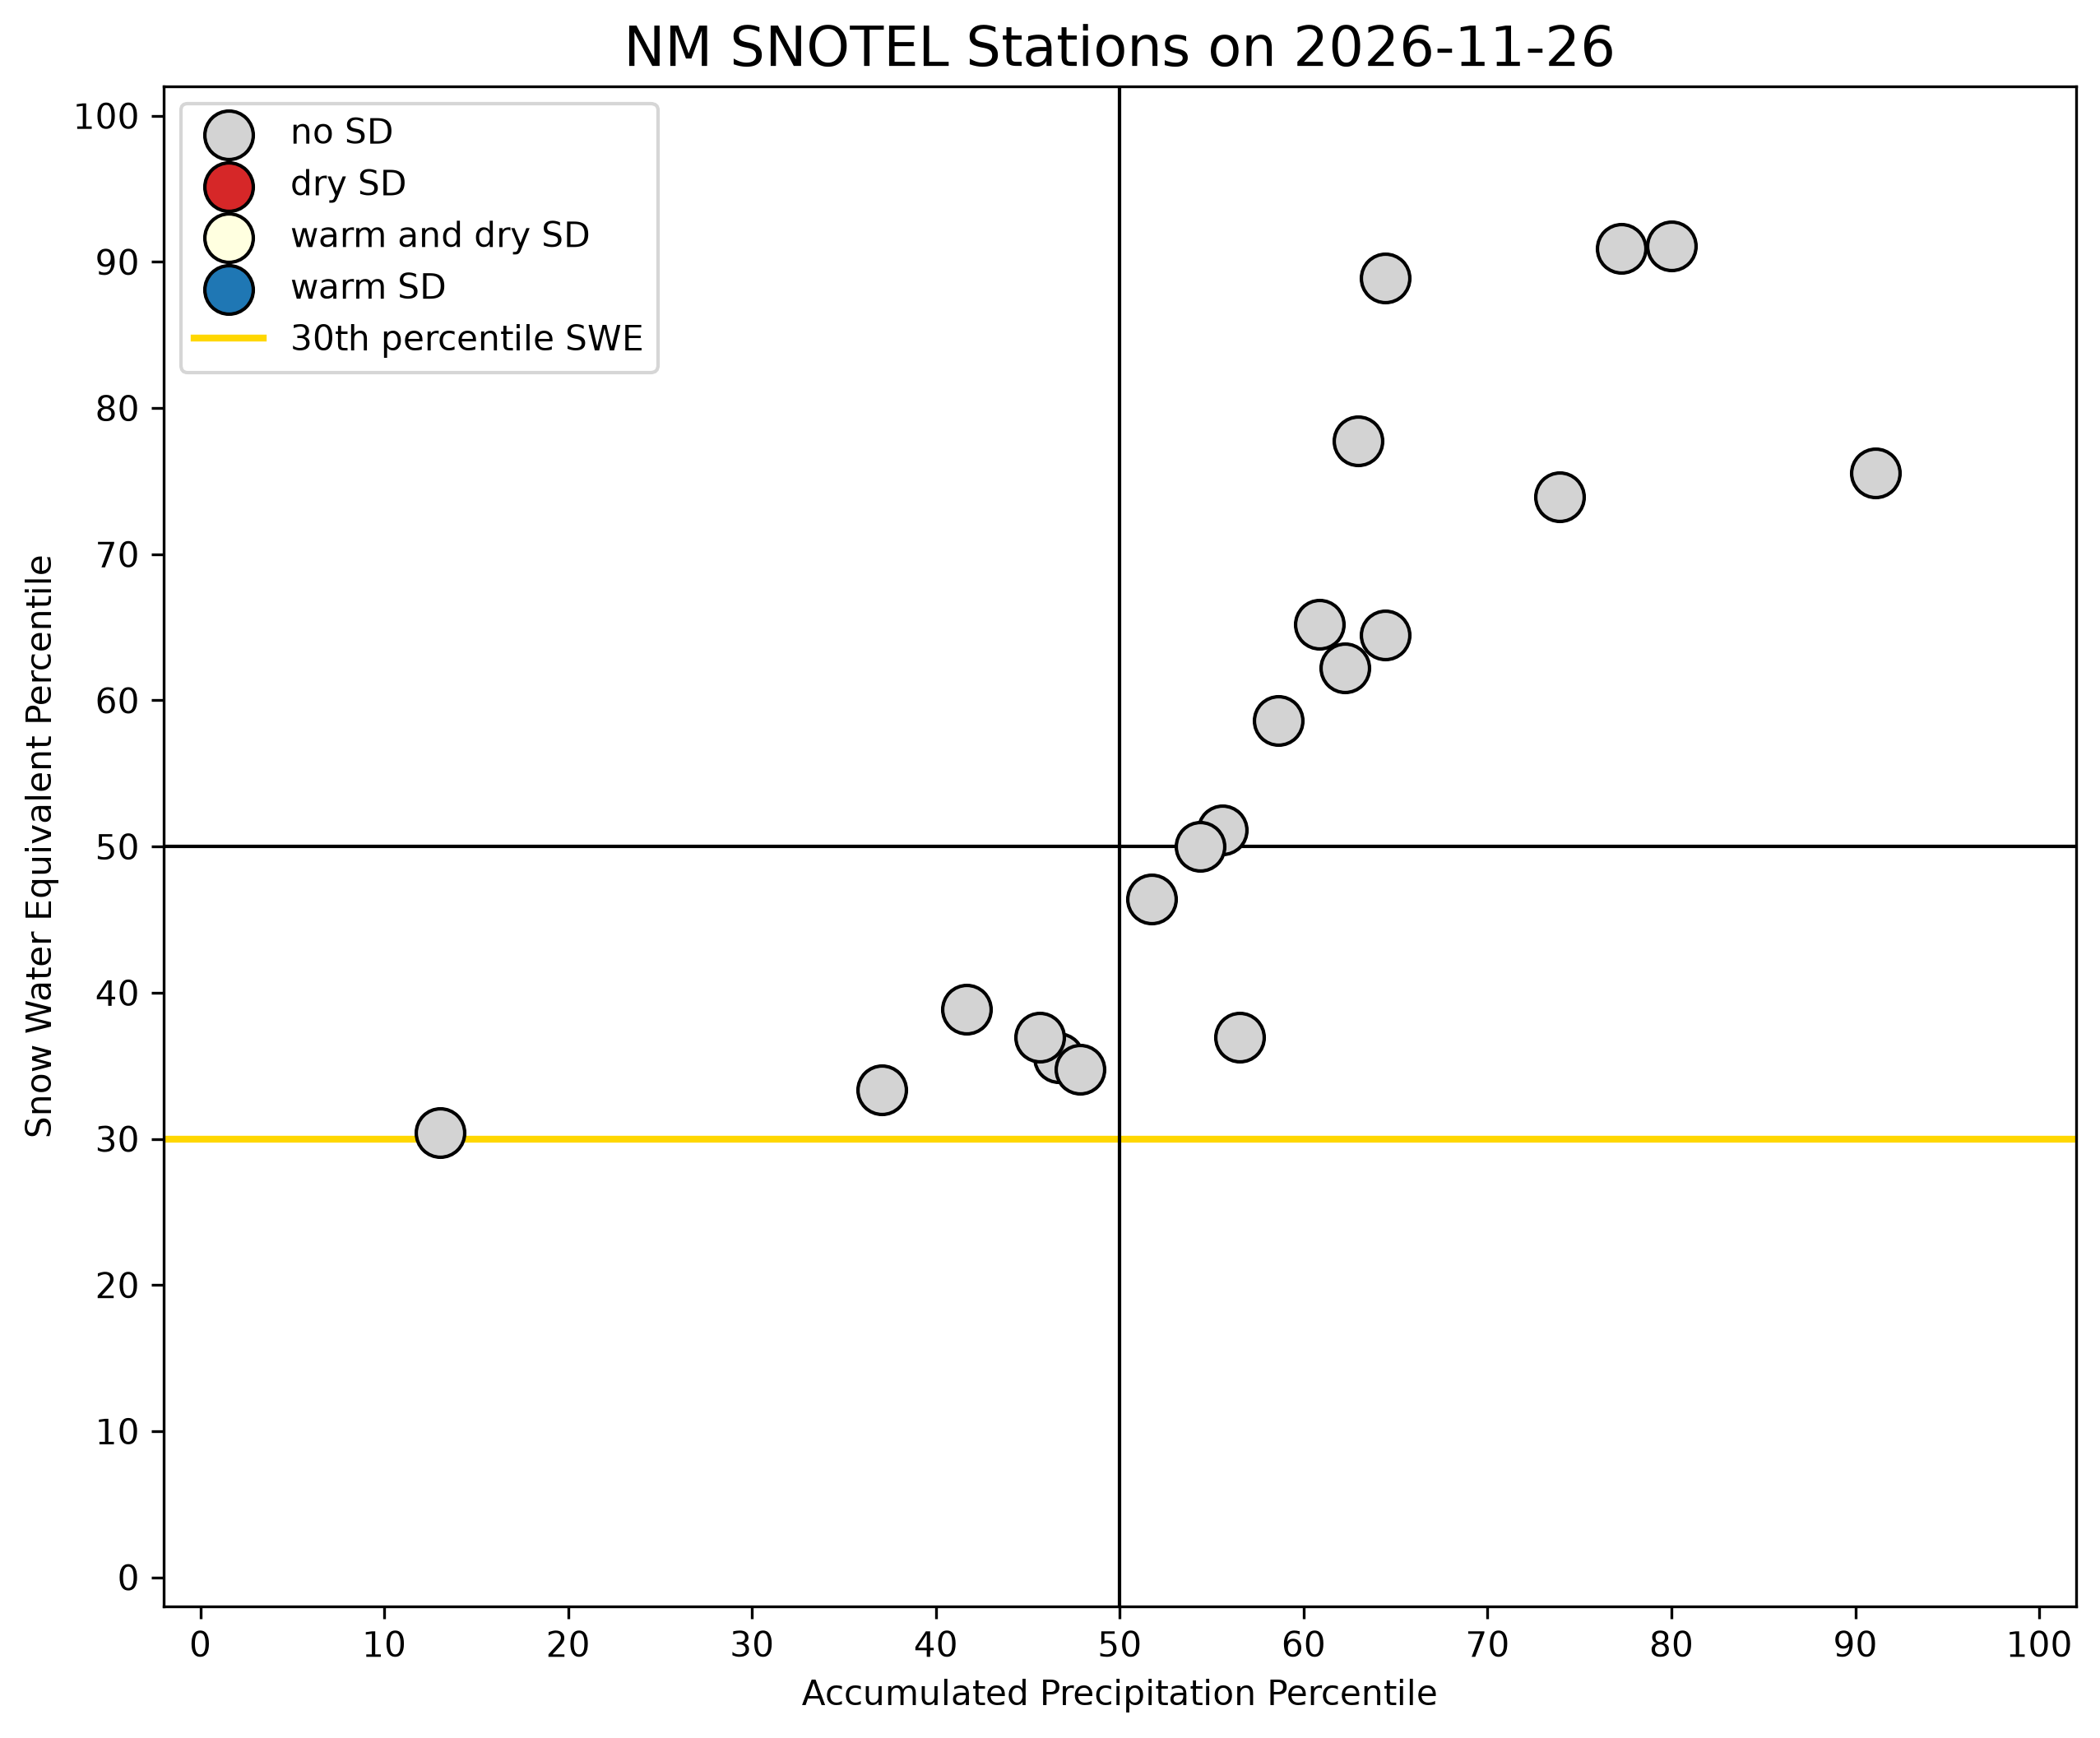 NM SNOTEL Stations on 2026-11-26
no SD
dry SD
warm and dry SD
warm SD
30th percentile SWE
100
90
80
70
60
50
40
30
20
10
0
Snow Water Equivalent Percentile
0 10 20 30 40 50 60 70 80 90 100
Accumulated Precipitation Percentile